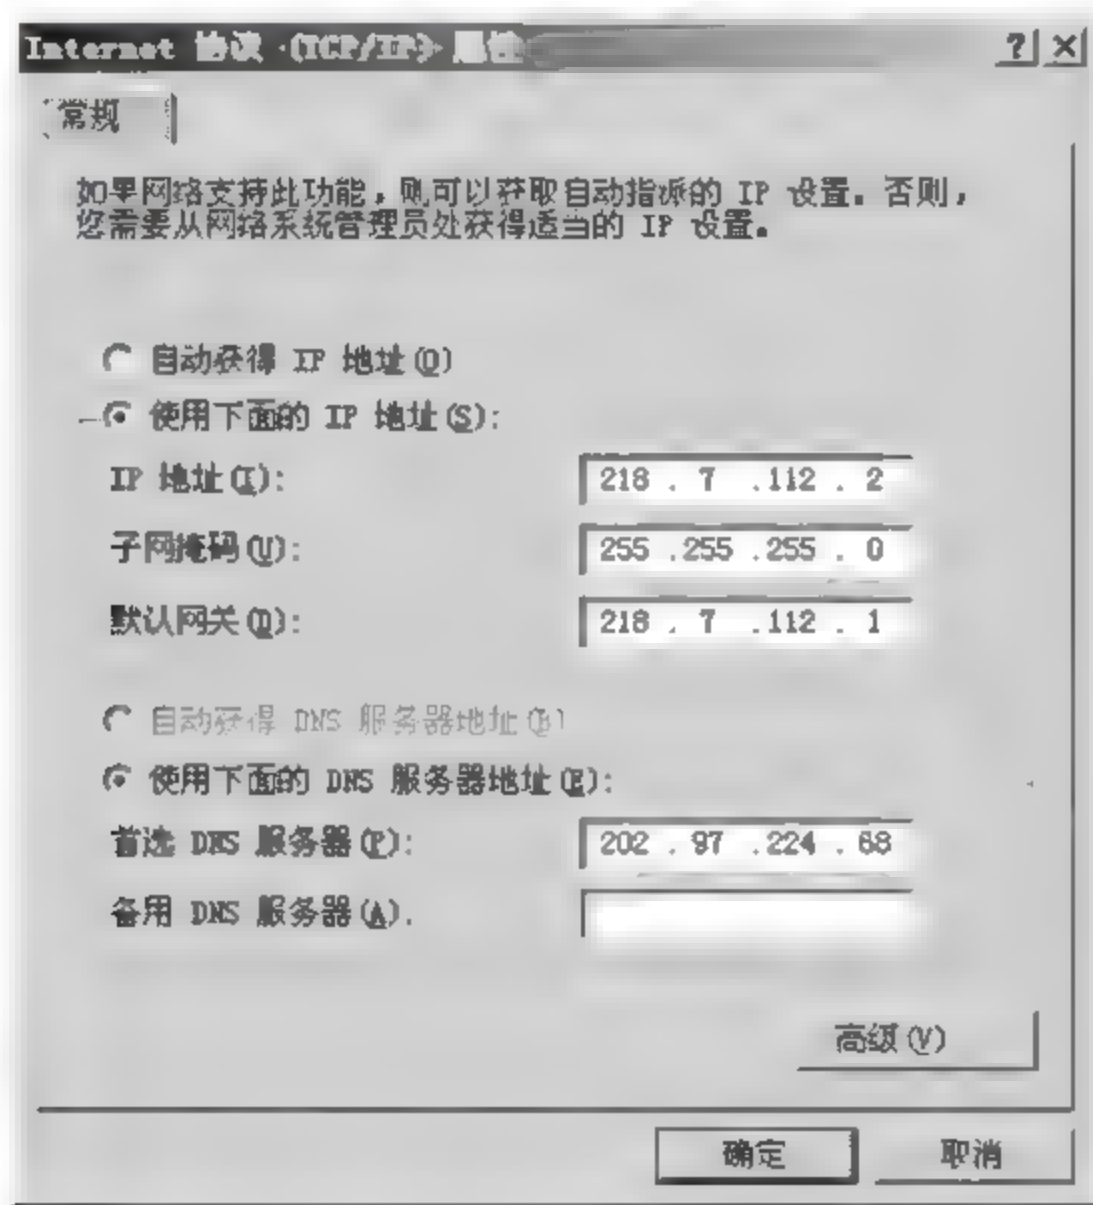 Internet 协议 (TCP/IP) 属性
常规
如果网络支持此功能，则可以获取自动指派的 IP 设置。否则，
您需要从网络系统管理员处获得适当的 IP 设置。
自动获得 IP 地址(O)
使用下面的 IP 地址(S):
IP 地址(I): 218 . 7 .112 . 2
子网掩码(U): 255 .255 .255 . 0
默认网关(D): 218 . 7 .112 . 1
自动获得 DNS 服务器地址(B)
使用下面的 DNS 服务器地址(E):
首选 DNS 服务器(P): 202 . 97 .224 . 68
备用 DNS 服务器(A).
高级(V)
确定 取消